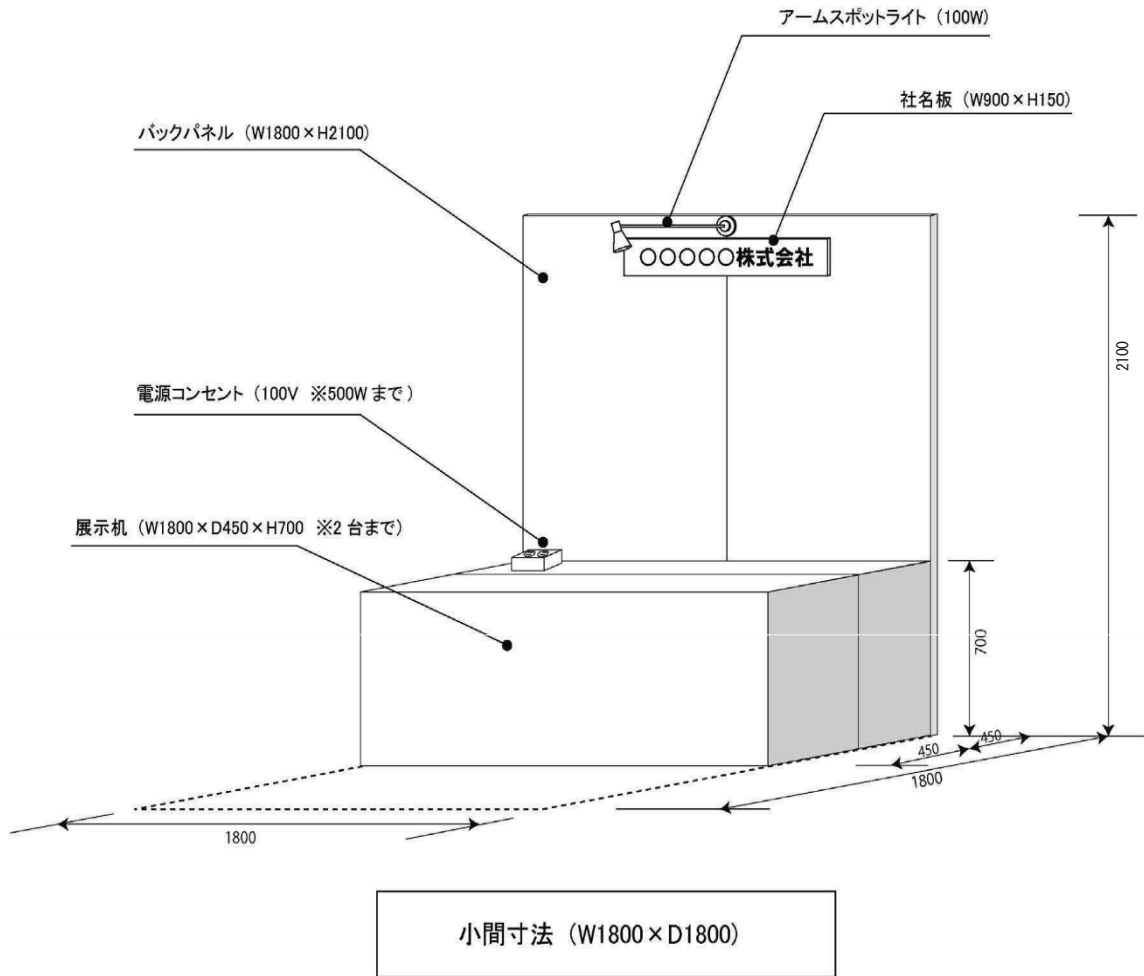 アームスポットライト（100W）
社名板（W900×H150）
バックパネル（W1800×H2100）
○○○○○株式会社
2100
電源コンセント（100V ※500Wまで）
展示机（W1800×D450×H700 ※2台まで）
700
450
450
1800
1800
小間寸法（W1800×D1800）